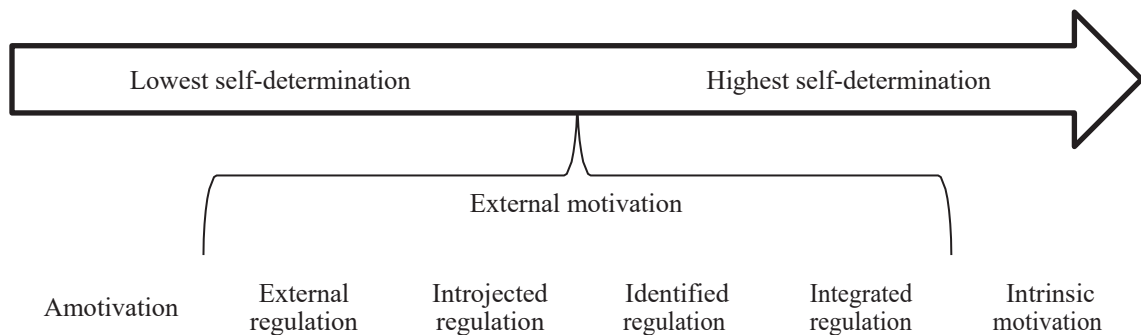 Lowest self-determination Highest self-determination
External motivation
Amotivation
External
regulation
Introjected
regulation
Identified
regulation
Integrated
regulation
Intrinsic
motivation